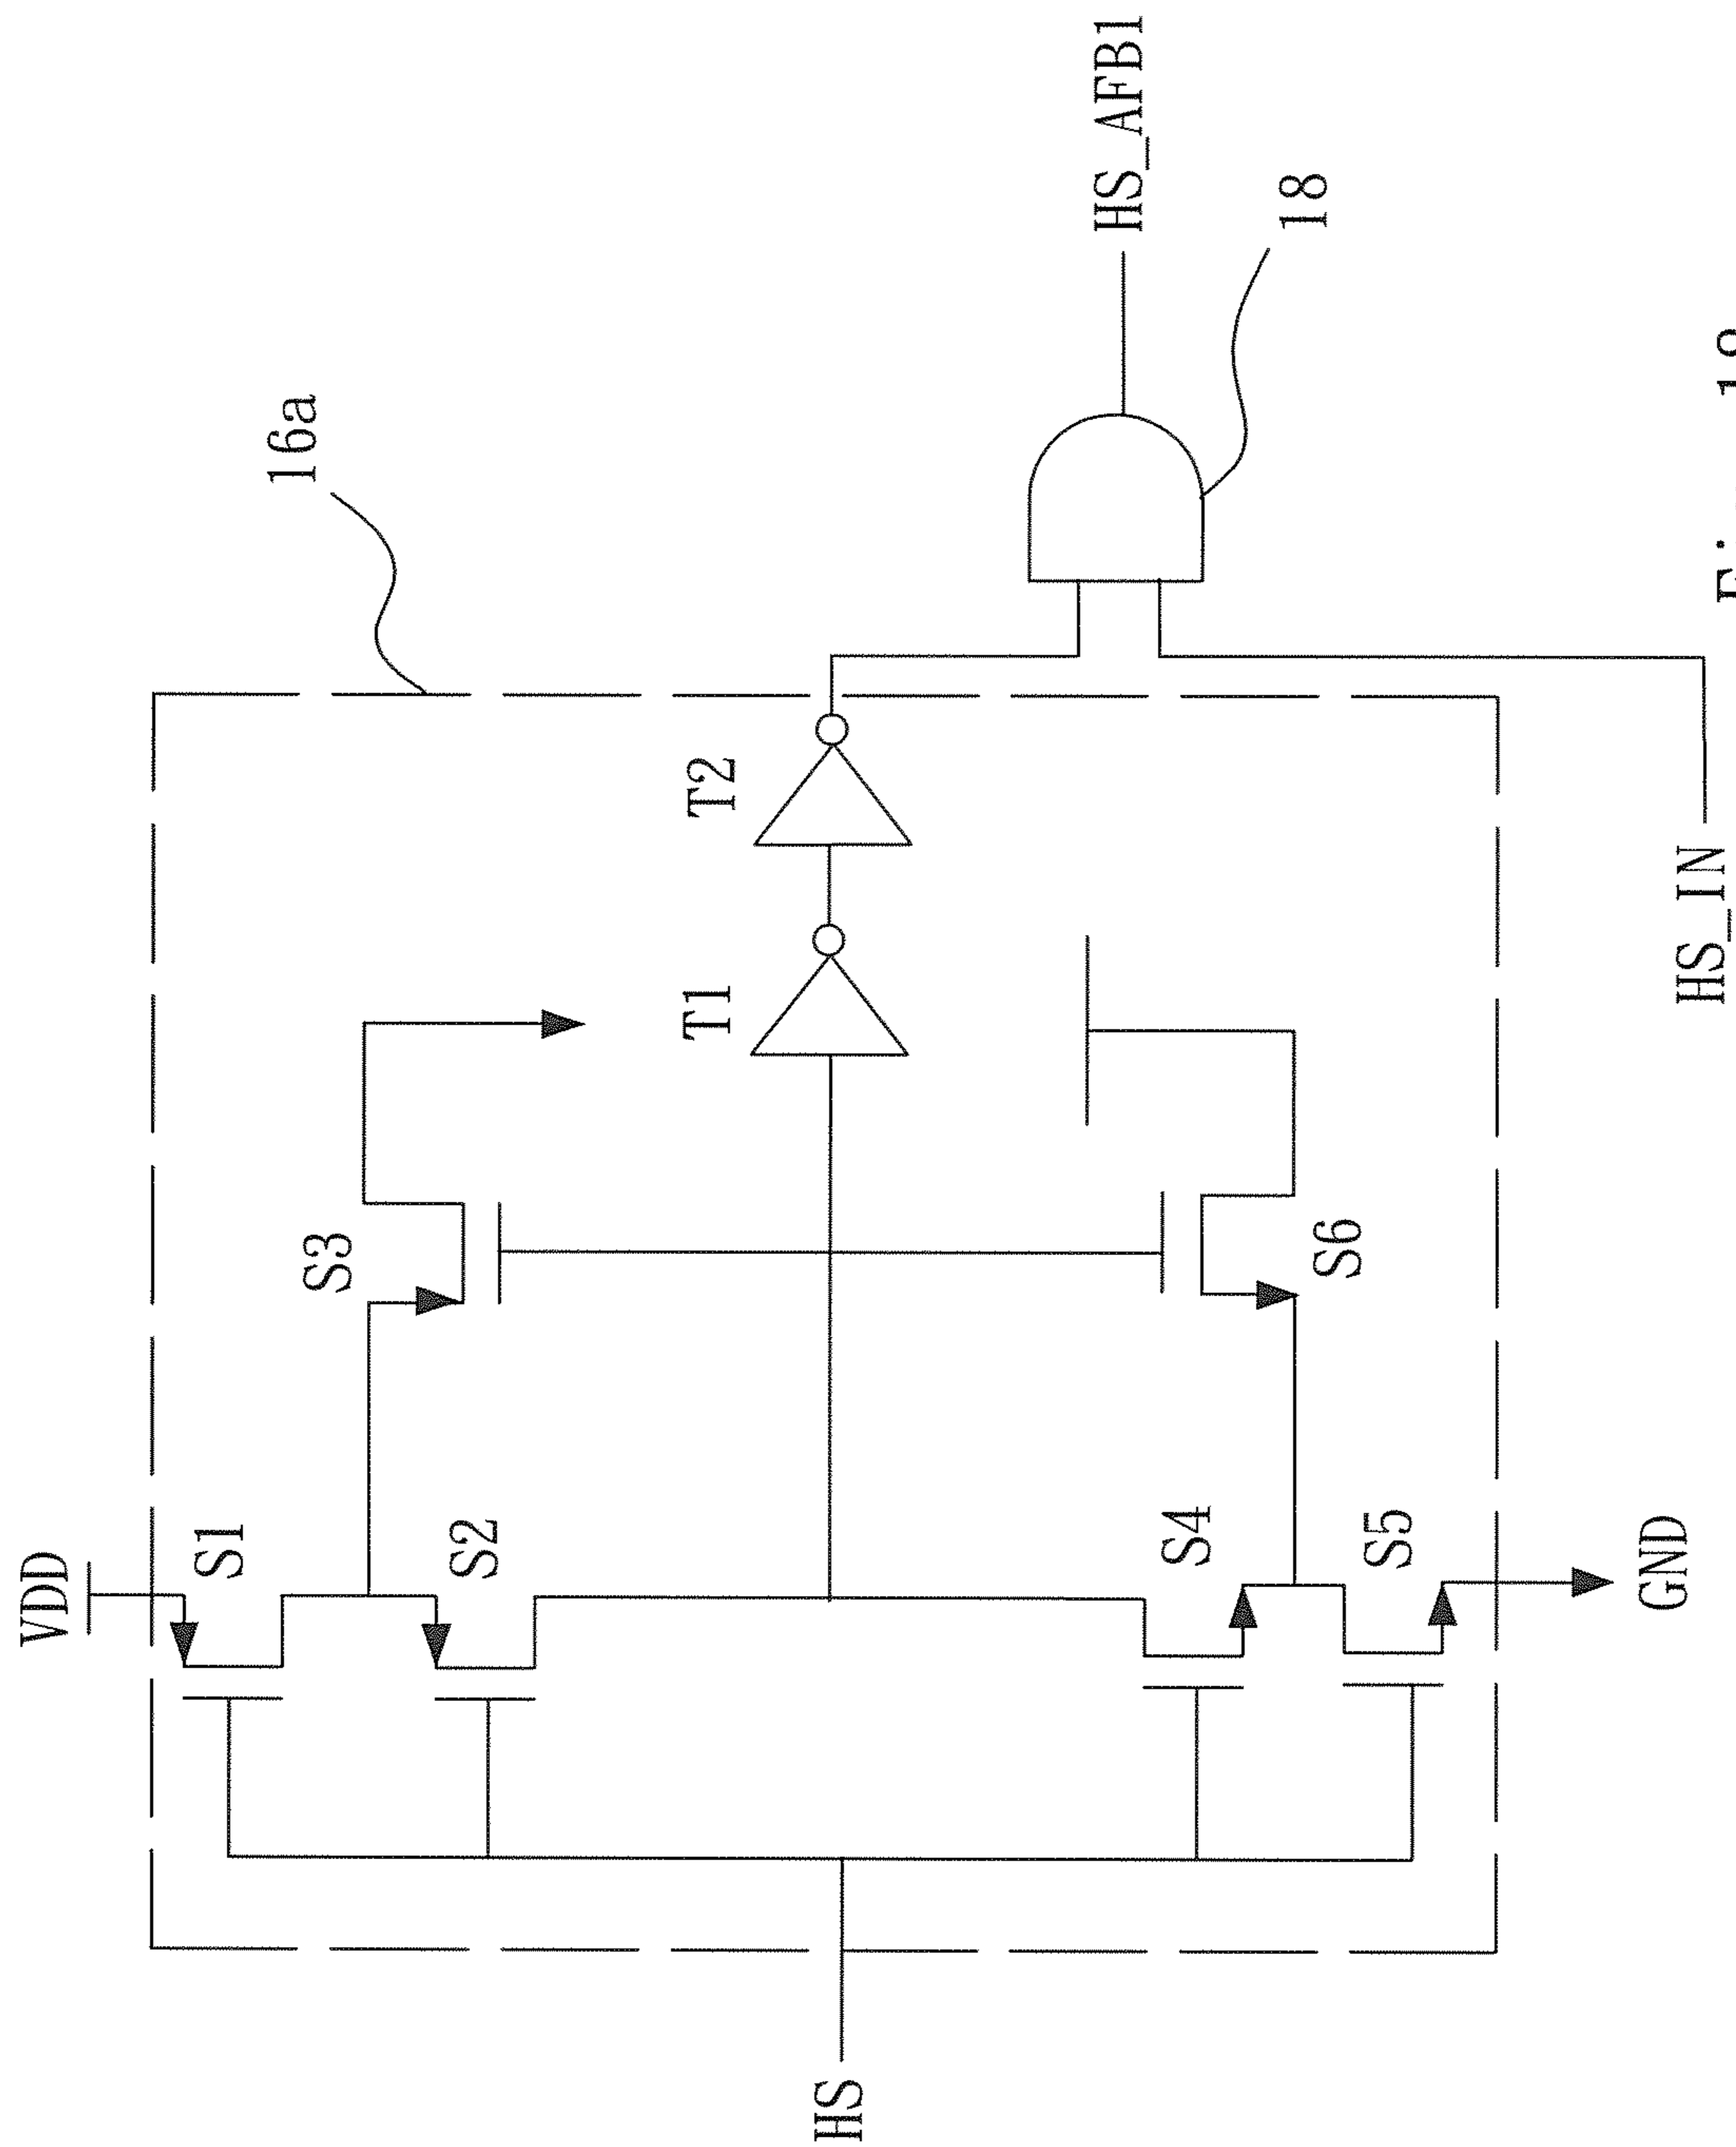 VDD
16a
S1
S3
S2
T1
T2
HS_AFB1
18
HS
S4
S6
S5
GND
HS_IN